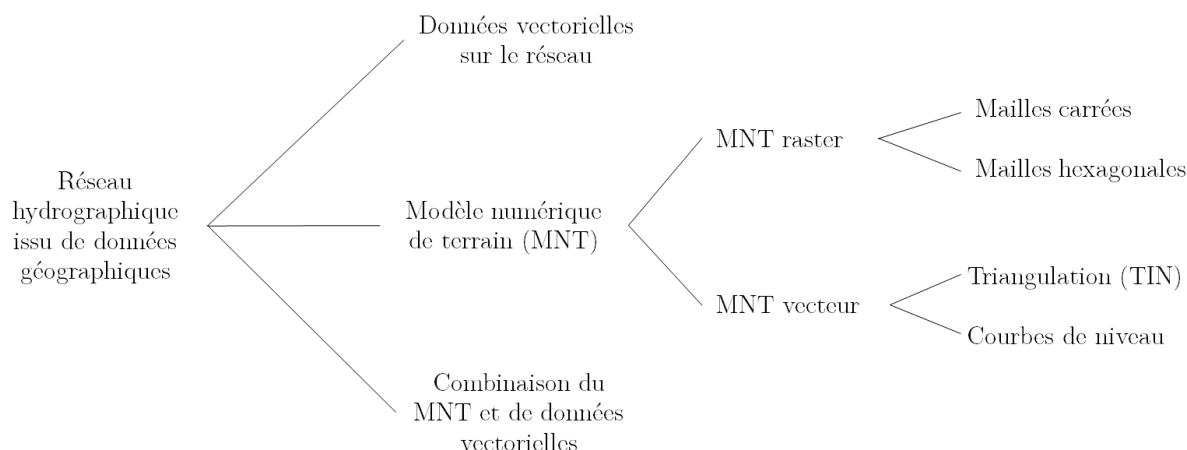 Données vectorielles
sur le réseau
Réseau
hydrographique
issu de données
géographiques
Modèle numérique
de terrain (MNT)
Combinaison du
MNT et de données
vectorielles
MNT raster
MNT vecteur
Mailles carrées
Mailles hexagonales
Triangulation (TIN)
Courbes de niveau